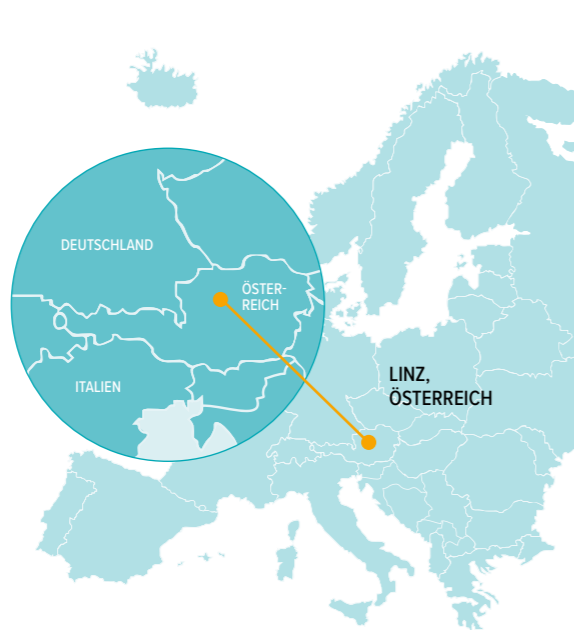 DEUTSCHLAND
ÖSTER-
REICH
ITALIEN
LINZ,
ÖSTERREICH